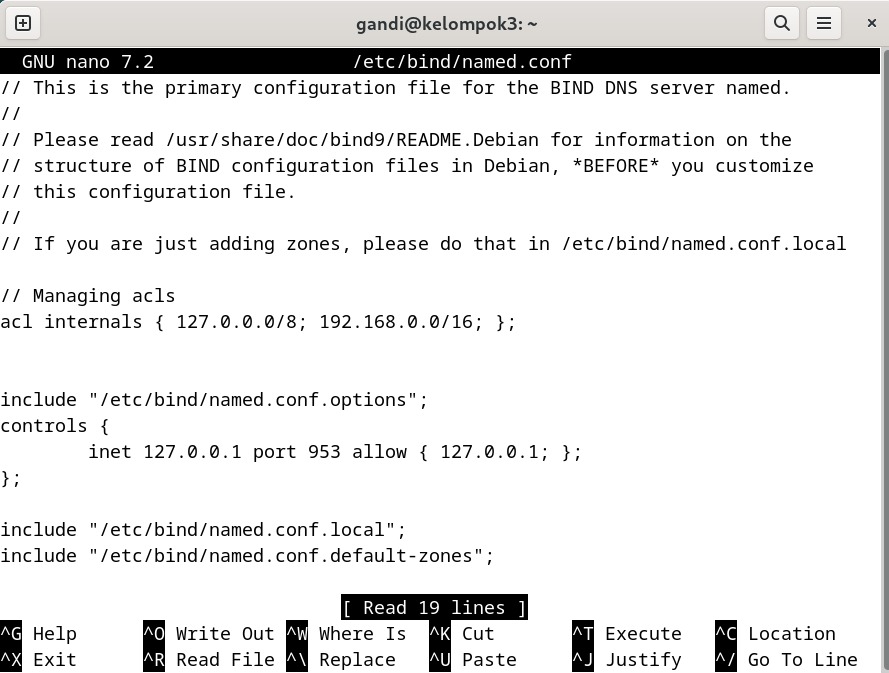 gandi@kelompok3: ~
GNU nano 7.2 /etc/bind/named.conf
// This is the primary configuration file for the BIND DNS server named.
//
// Please read /usr/share/doc/bind9/README.Debian for information on the
// structure of BIND configuration files in Debian, *BEFORE* you customize
// this configuration file.
//
// If you are just adding zones, please do that in /etc/bind/named.conf.local
// Managing acls
acl internals { 127.0.0.0/8; 192.168.0.0/16; };
include "/etc/bind/named.conf.options";
controls {
        inet 127.0.0.1 port 953 allow { 127.0.0.1; };
};
include "/etc/bind/named.conf.local";
include "/etc/bind/named.conf.default-zones";
[ Read 19 lines ]
^G Help ^O Write Out ^W Where Is ^K Cut ^T Execute ^C Location
^X Exit ^R Read File ^\ Replace ^U Paste ^J Justify ^/ Go To Line